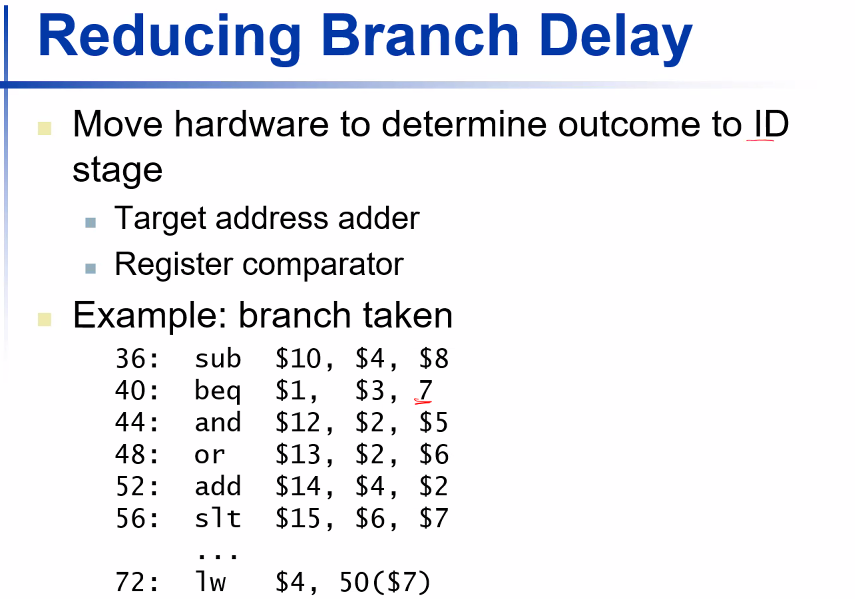 Reducing Branch Delay
Move hardware to determine outcome to ID
stage
Target address adder
Register comparator
Example: branch taken
36: sub $10, $4, $8
40: beq $1, $3, 7
44: and $12, $2, $5
48: or $13, $2, $6
52: add $14, $4, $2
56: slt $15, $6, $7
...
72: lw $4, 50($7)